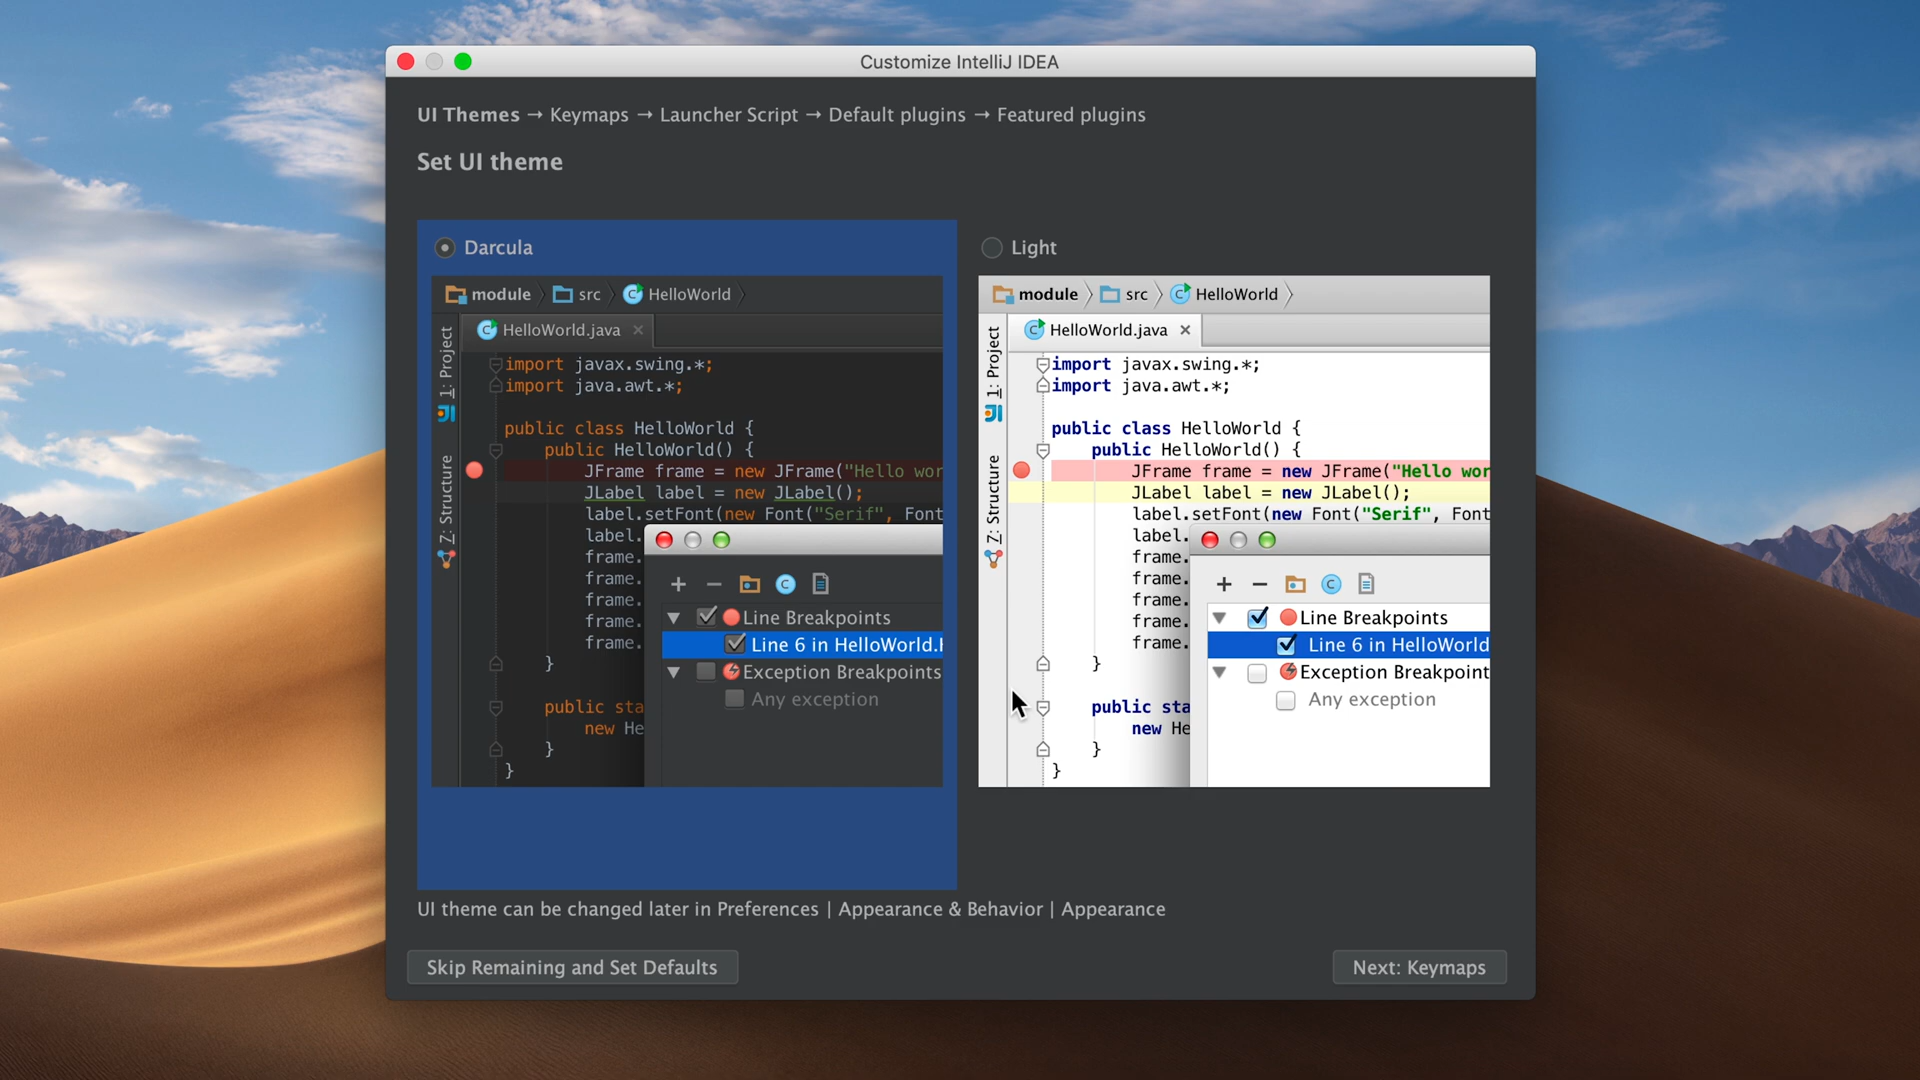 Customize IntelliJ IDEA
UI Themes → Keymaps → Launcher Script → Default plugins → Featured plugins
Set UI theme
Darcula
module src HelloWorld
HelloWorld.java ×
1: Project
Z: Structure
import javax.swing.*;
import java.awt.*;
public class HelloWorld {
public HelloWorld() {
JFrame frame = new JFrame("Hello wor
JLabel label = new JLabel();
label.setFont(new Font("Serif", Font
label.
frame.
frame.
frame.
frame.
frame.
}
public sta
new He
}
}
Line Breakpoints
Line 6 in HelloWorld.
Exception Breakpoints
Any exception
Light
module src HelloWorld
HelloWorld.java ×
1: Project
Z: Structure
import javax.swing.*;
import java.awt.*;
public class HelloWorld {
public HelloWorld() {
JFrame frame = new JFrame("Hello wor
JLabel label = new JLabel();
label.setFont(new Font("Serif", Font
label.
frame.
frame.
frame.
frame.
frame.
}
public sta
new He
}
}
Line Breakpoints
Line 6 in HelloWorld
Exception Breakpoint
Any exception
UI theme can be changed later in Preferences | Appearance & Behavior | Appearance
Skip Remaining and Set Defaults
Next: Keymaps